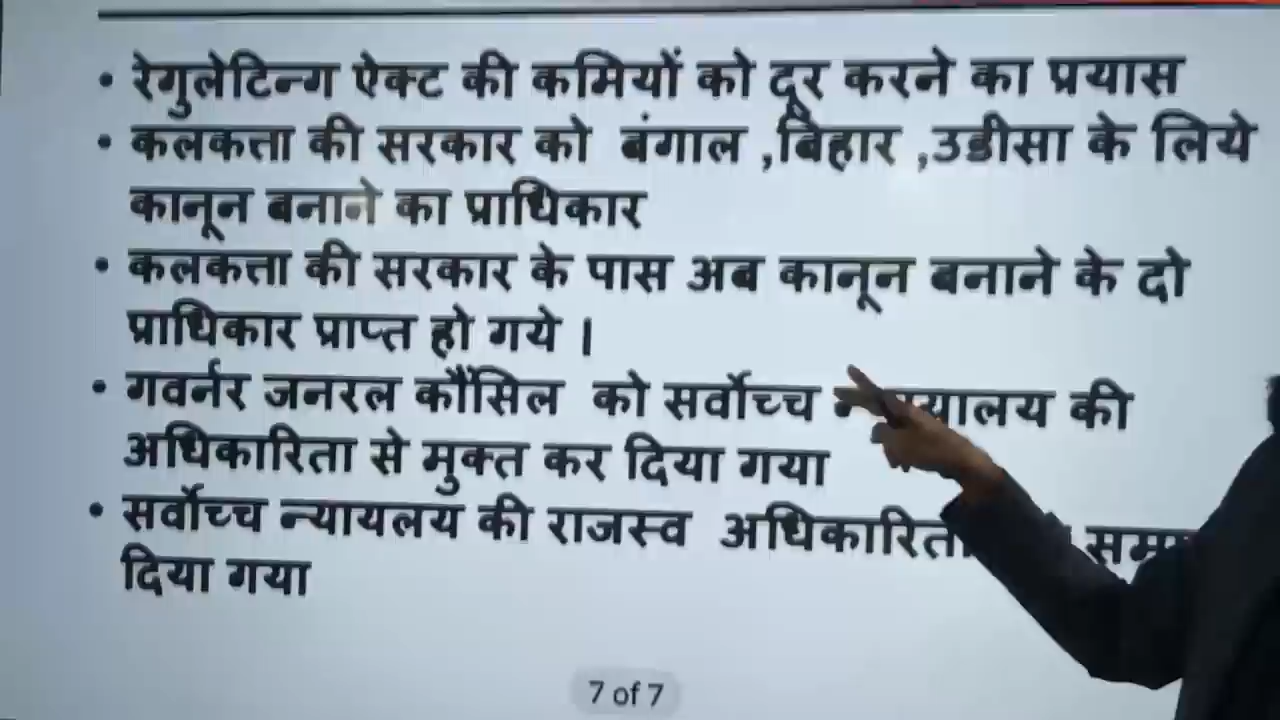 • रेगुलेटिन्ग ऐक्ट की कमियों को दूर करने का प्रयास
• कलकत्ता की सरकार को बंगाल ,बिहार ,उडीसा के लिये
कानून बनाने का प्राधिकार
• कलकत्ता की सरकार के पास अब कानून बनाने के दो
प्राधिकार प्राप्त हो गये ।
• गवर्नर जनरल कौंसिल को सर्वोच्च की
अधिकारिता से मुक्त कर दिया गया
• सर्वोच्च न्यायलय की राजस्व अधिकारिता
दिया गया
7 of 7